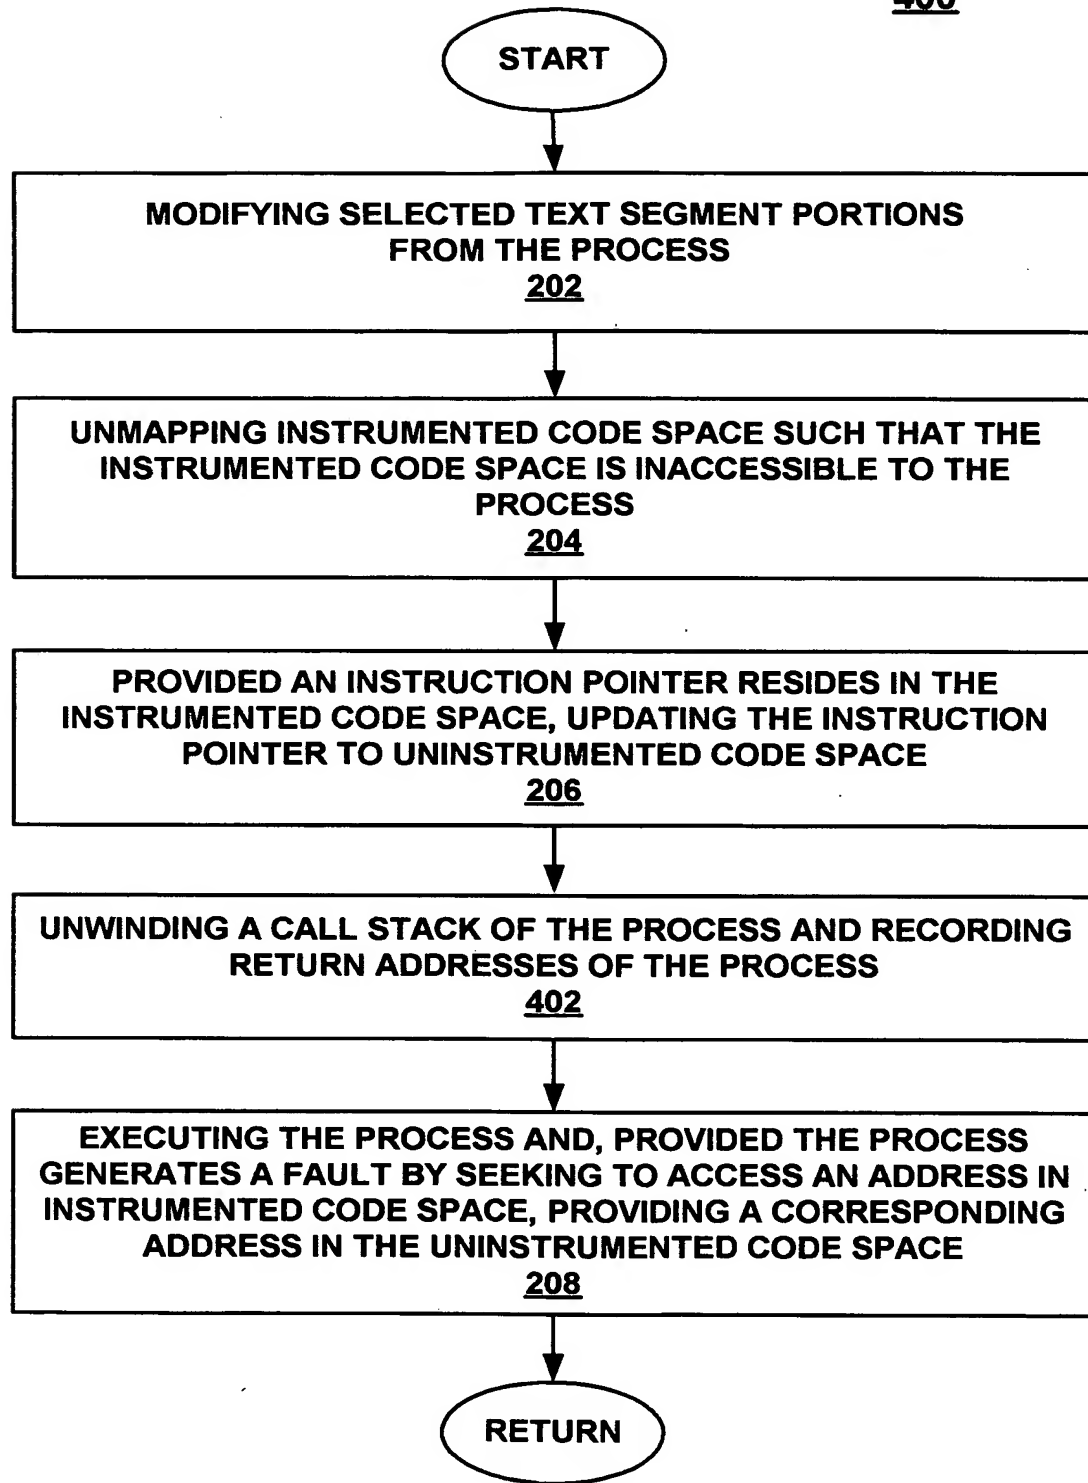 400
START
MODIFYING SELECTED TEXT SEGMENT PORTIONS
FROM THE PROCESS
202
UNMAPPING INSTRUMENTED CODE SPACE SUCH THAT THE
INSTRUMENTED CODE SPACE IS INACCESSIBLE TO THE
PROCESS
204
PROVIDED AN INSTRUCTION POINTER RESIDES IN THE
INSTRUMENTED CODE SPACE, UPDATING THE INSTRUCTION
POINTER TO UNINSTRUMENTED CODE SPACE
206
UNWINDING A CALL STACK OF THE PROCESS AND RECORDING
RETURN ADDRESSES OF THE PROCESS
402
EXECUTING THE PROCESS AND, PROVIDED THE PROCESS
GENERATES A FAULT BY SEEKING TO ACCESS AN ADDRESS IN
INSTRUMENTED CODE SPACE, PROVIDING A CORRESPONDING
ADDRESS IN THE UNINSTRUMENTED CODE SPACE
208
RETURN